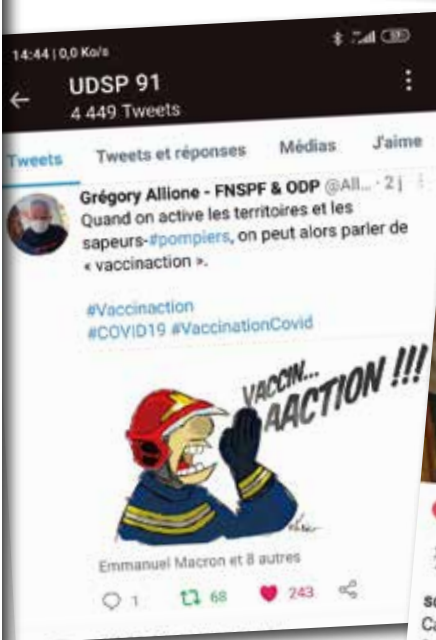 14:44 | 0,0 Ko/s
UDSP 91
4 449 Tweets
Tweets Tweets et réponses Médias J'aime
Grégory Allione - FNSPF & ODP @All... · 2 j
Quand on active les territoires et les
sapeurs-#pompiers, on peut alors parler de
« vaccinaction ».
#Vaccinaction
#COVID19 #VaccinationCovid
VACCIN...
AACTION !!!
Emmanuel Macron et 8 autres
1 68 243